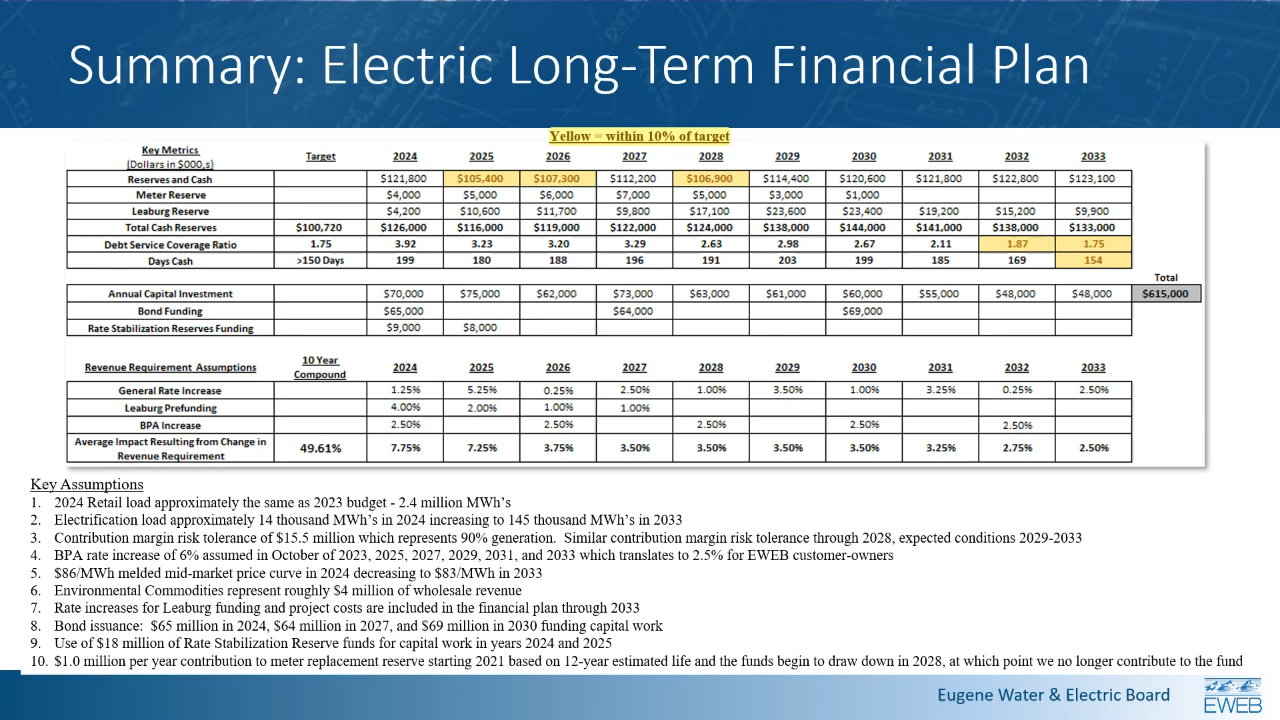 Summary: Electric Long-Term Financial Plan
Yellow = within 10% of target
Key Metrics (Dollars in $000,s) Target 2024 2025 2026 2027 2028 2029 2030 2031 2032 2033
Reserves and Cash $121,800 $105,400 $107,300 $112,200 $106,900 $114,400 $120,600 $121,800 $122,800 $123,100
Meter Reserve $4,000 $5,000 $6,000 $7,000 $5,000 $3,000 $1,000
Leaburg Reserve $4,200 $10,600 $11,700 $9,800 $17,100 $23,600 $23,400 $19,200 $15,200 $9,900
Total Cash Reserves $100,720 $126,000 $116,000 $119,000 $122,000 $124,000 $138,000 $144,000 $141,000 $138,000 $133,000
Debt Service Coverage Ratio 1.75 3.92 3.23 3.20 3.29 2.63 2.98 2.67 2.11 1.87 1.75
Days Cash >150 Days 199 180 188 196 191 203 199 185 169 154
Total
Annual Capital Investment $70,000 $75,000 $62,000 $73,000 $63,000 $61,000 $60,000 $55,000 $48,000 $48,000 $615,000
Bond Funding $65,000 $64,000 $69,000
Rate Stabilization Reserves Funding $9,000 $8,000
Revenue Requirement Assumptions 10 Year Compound 2024 2025 2026 2027 2028 2029 2030 2031 2032 2033
General Rate Increase 1.25% 5.25% 0.25% 2.50% 1.00% 3.50% 1.00% 3.25% 0.25% 2.50%
Leaburg Prefunding 4.00% 2.00% 1.00% 1.00%
BPA Increase 2.50% 2.50% 2.50% 2.50% 2.50%
Average Impact Resulting from Change in Revenue Requirement 49.61% 7.75% 7.25% 3.75% 3.50% 3.50% 3.50% 3.50% 3.25% 2.75% 2.50%
Key Assumptions
1. 2024 Retail load approximately the same as 2023 budget - 2.4 million MWh's
2. Electrification load approximately 14 thousand MWh's in 2024 increasing to 145 thousand MWh's in 2033
3. Contribution margin risk tolerance of $15.5 million which represents 90% generation. Similar contribution margin risk tolerance through 2028, expected conditions 2029-2033
4. BPA rate increase of 6% assumed in October of 2023, 2025, 2027, 2029, 2031, and 2033 which translates to 2.5% for EWEB customer-owners
5. $86/MWh melded mid-market price curve in 2024 decreasing to $83/MWh in 2033
6. Environmental Commodities represent roughly $4 million of wholesale revenue
7. Rate increases for Leaburg funding and project costs are included in the financial plan through 2033
8. Bond issuance: $65 million in 2024, $64 million in 2027, and $69 million in 2030 funding capital work
9. Use of $18 million of Rate Stabilization Reserve funds for capital work in years 2024 and 2025
10. $1.0 million per year contribution to meter replacement reserve starting 2021 based on 12-year estimated life and the funds begin to draw down in 2028, at which point we no longer contribute to the fund
Eugene Water & Electric Board
EWEB